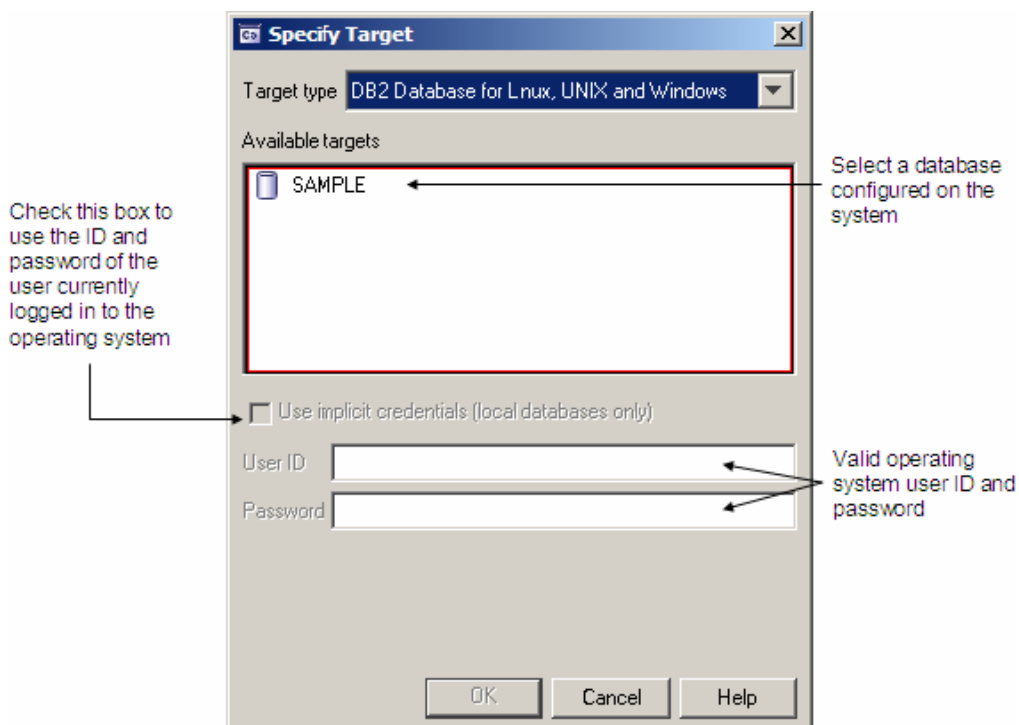 Specify Target
Target type DB2 Database for Lnux, UNIX and Windows
Available targets
SAMPLE
Select a database
configured on the
system
Check this box to
use the ID and
password of the
user currently
logged in to the
operating system
Use implicit credentials (local databases only)
User ID
Password
Valid operating
system user ID and
password
OK
Cancel
Help